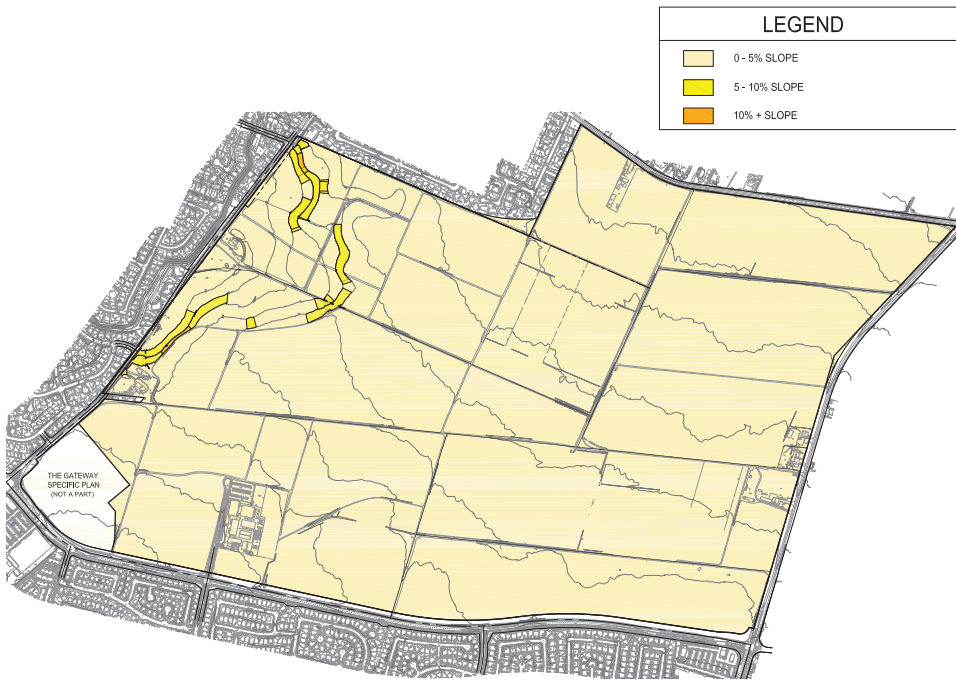 LEGEND
0 - 5% SLOPE
5 - 10% SLOPE
10% + SLOPE
THE GATEWAY
SPECIFIC PLAN
(NOT A PART)